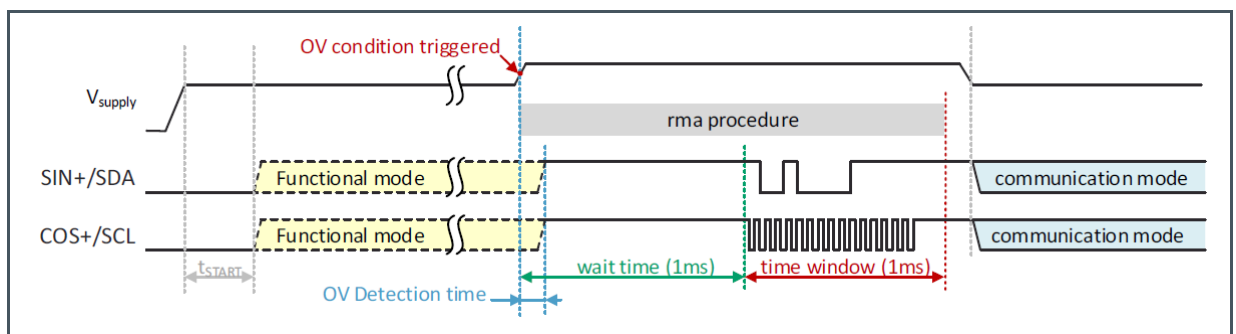 OV condition triggered
Vsupply
rma procedure
SIN+/SDA
Functional mode
communication mode
COS+/SCL
Functional mode
communication mode
tSTART
wait time (1ms)
time window (1ms)
OV Detection time